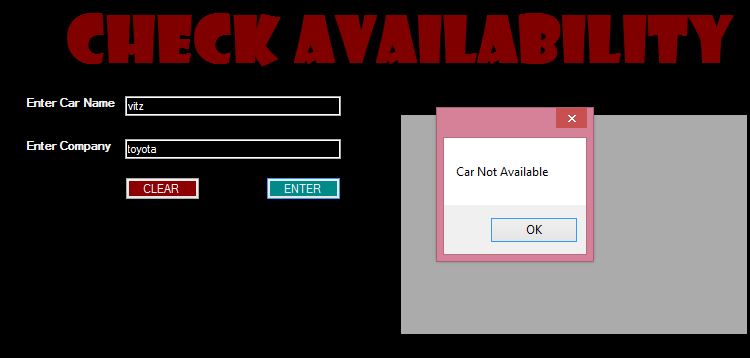 CHECK AVAILABILITY
Enter Car Name vitz
Enter Company toyota
CLEAR ENTER
Car Not Available
OK